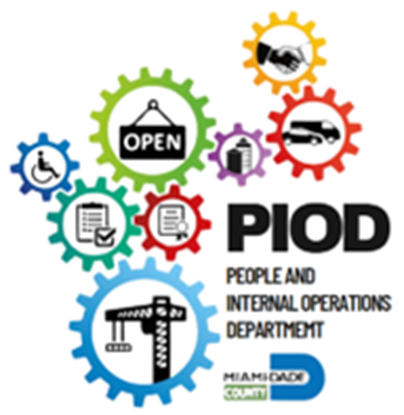 OPEN
PIOD
PEOPLE AND
INTERNAL OPERATIONS
DEPARTMEMT
MIAMI-DADE
COUNTY